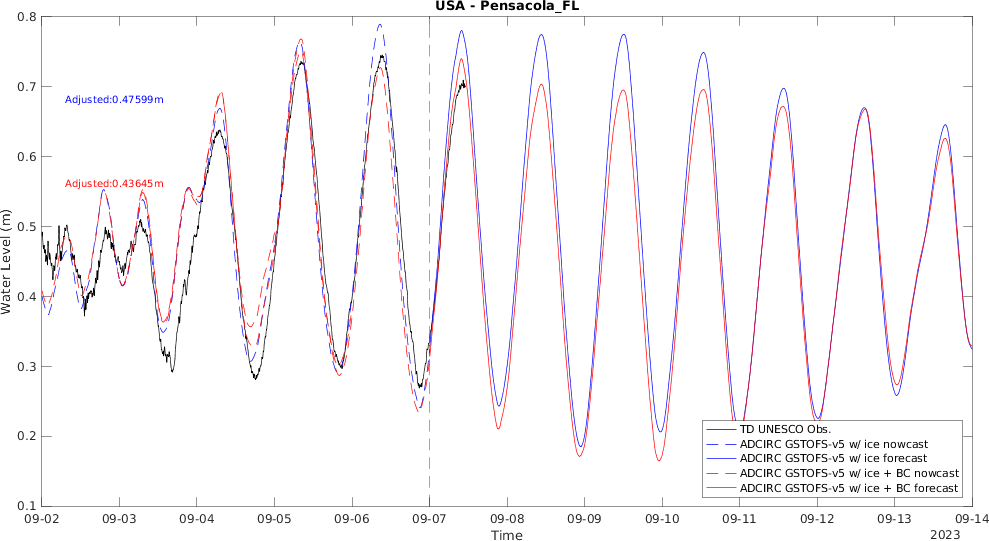 USA - Pensacola_FL
0.8
0.7
0.6
0.5
0.4
0.3
0.2
0.1
Water Level (m)
Adjusted:0.47599m
Adjusted:0.43645m
TD UNESCO Obs.
ADCIRC GSTOFS-v5 w/ ice nowcast
ADCIRC GSTOFS-v5 w/ ice forecast
ADCIRC GSTOFS-v5 w/ ice + BC nowcast
ADCIRC GSTOFS-v5 w/ ice + BC forecast
09-02 09-03 09-04 09-05 09-06 09-07 09-08 09-09 09-10 09-11 09-12 09-13 09-14
Time
2023